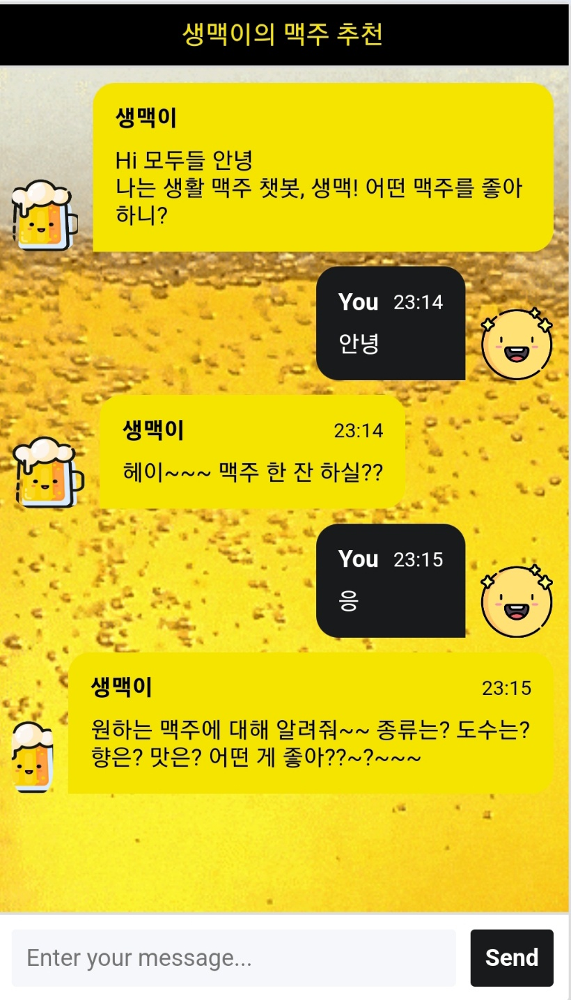 생맥이의 맥주 추천
생맥이
Hi 모두들 안녕
나는 생활 맥주 챗봇, 생맥! 어떤 맥주를 좋아
하니?
You 23:14
안녕
생맥이 23:14
헤이~~~ 맥주 한 잔 하실??
You 23:15
응
생맥이 23:15
원하는 맥주에 대해 알려줘~~ 종류는? 도수는?
향은? 맛은? 어떤 게 좋아??~?~~~
Enter your message... Send